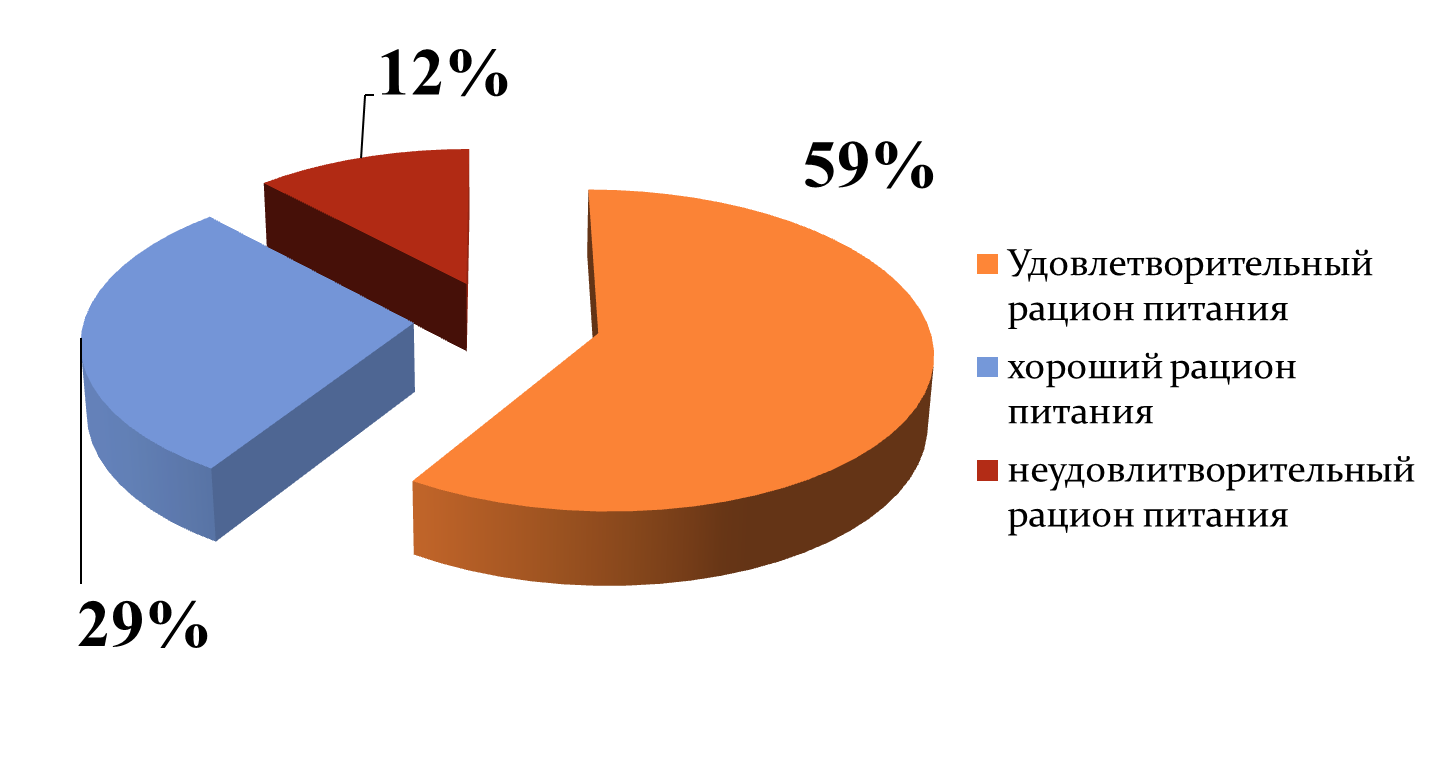 12%
59%
29%
Удовлетворительный
рацион питания
хороший рацион
питания
неудовлитворительный
рацион питания